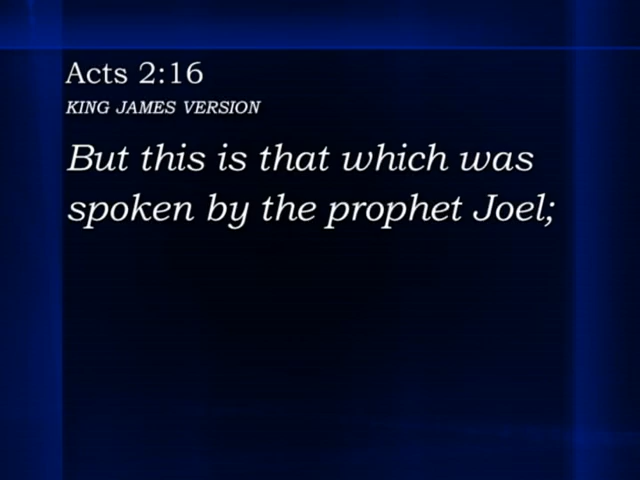 Acts 2:16
KING JAMES VERSION
But this is that which was
spoken by the prophet Joel;